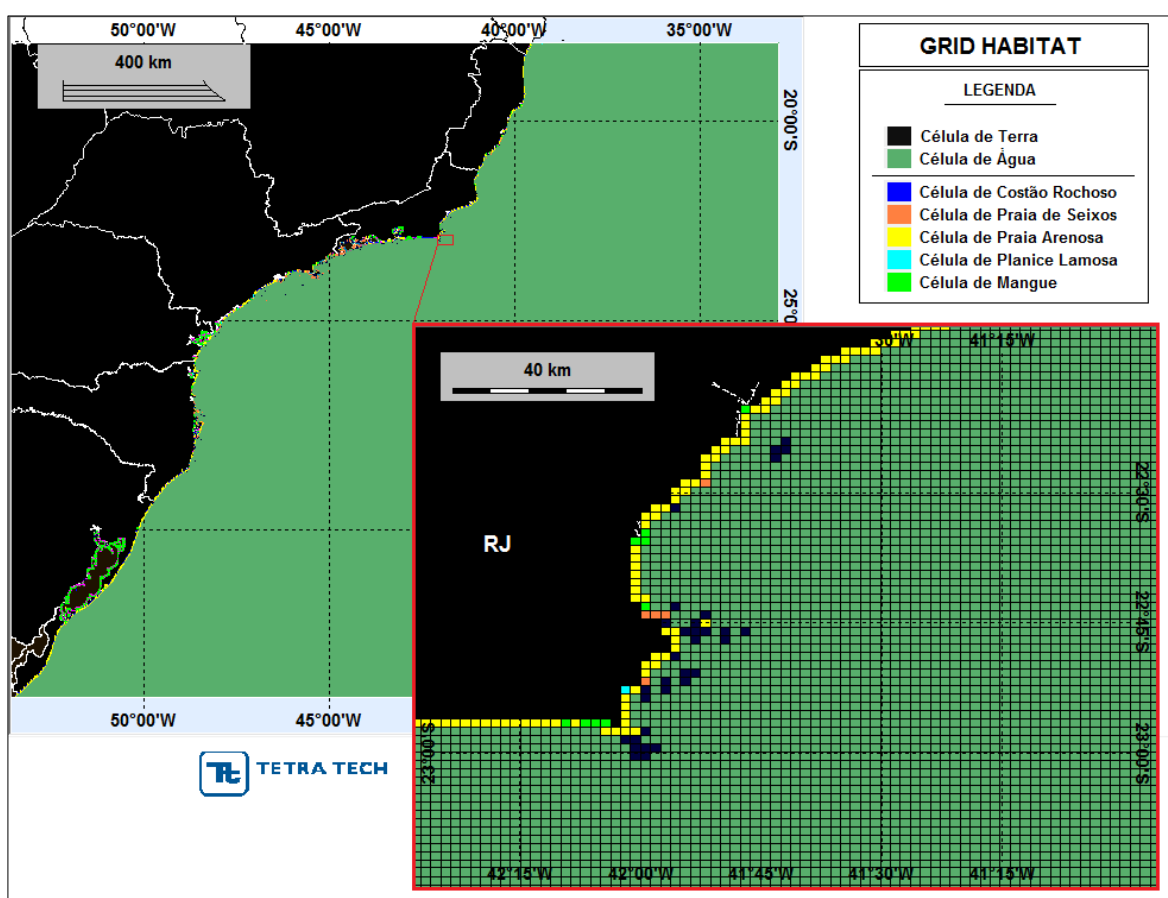 50°00'W 45°00'W 40°00'W 35°00'W
400 km
20°00'S
25°0
50°00'W 45°00'W
GRID HABITAT
LEGENDA
Célula de Terra
Célula de Água
Célula de Costão Rochoso
Célula de Praia de Seixos
Célula de Praia Arenosa
Célula de Planice Lamosa
Célula de Mangue
30'W 41°15'W
40 km
22°30'S
RJ
22°45'S
23°00'S 23°00'S
42°15'W 42°00'W 41°45'W 41°30'W 41°15'W
Tt TETRA TECH